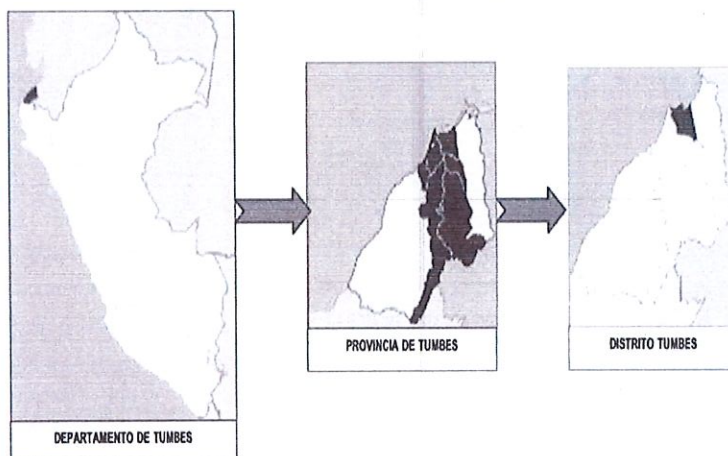 DEPARTAMENTO DE TUMBES
PROVINCIA DE TUMBES
DISTRITO TUMBES